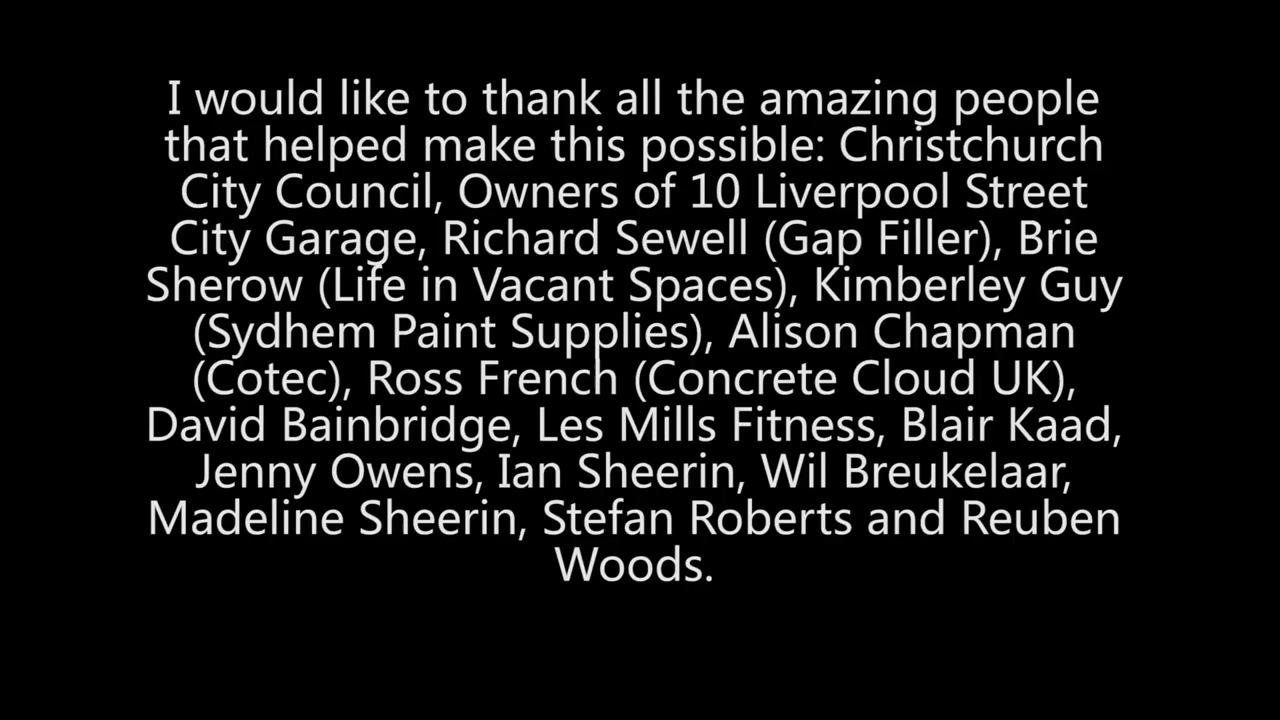 I would like to thank all the amazing people
that helped make this possible: Christchurch
City Council, Owners of 10 Liverpool Street
City Garage, Richard Sewell (Gap Filler), Brie
Sherow (Life in Vacant Spaces), Kimberley Guy
(Sydhem Paint Supplies), Alison Chapman
(Cotec), Ross French (Concrete Cloud UK),
David Bainbridge, Les Mills Fitness, Blair Kaad,
Jenny Owens, Ian Sheerin, Wil Breukelaar,
Madeline Sheerin, Stefan Roberts and Reuben
Woods.